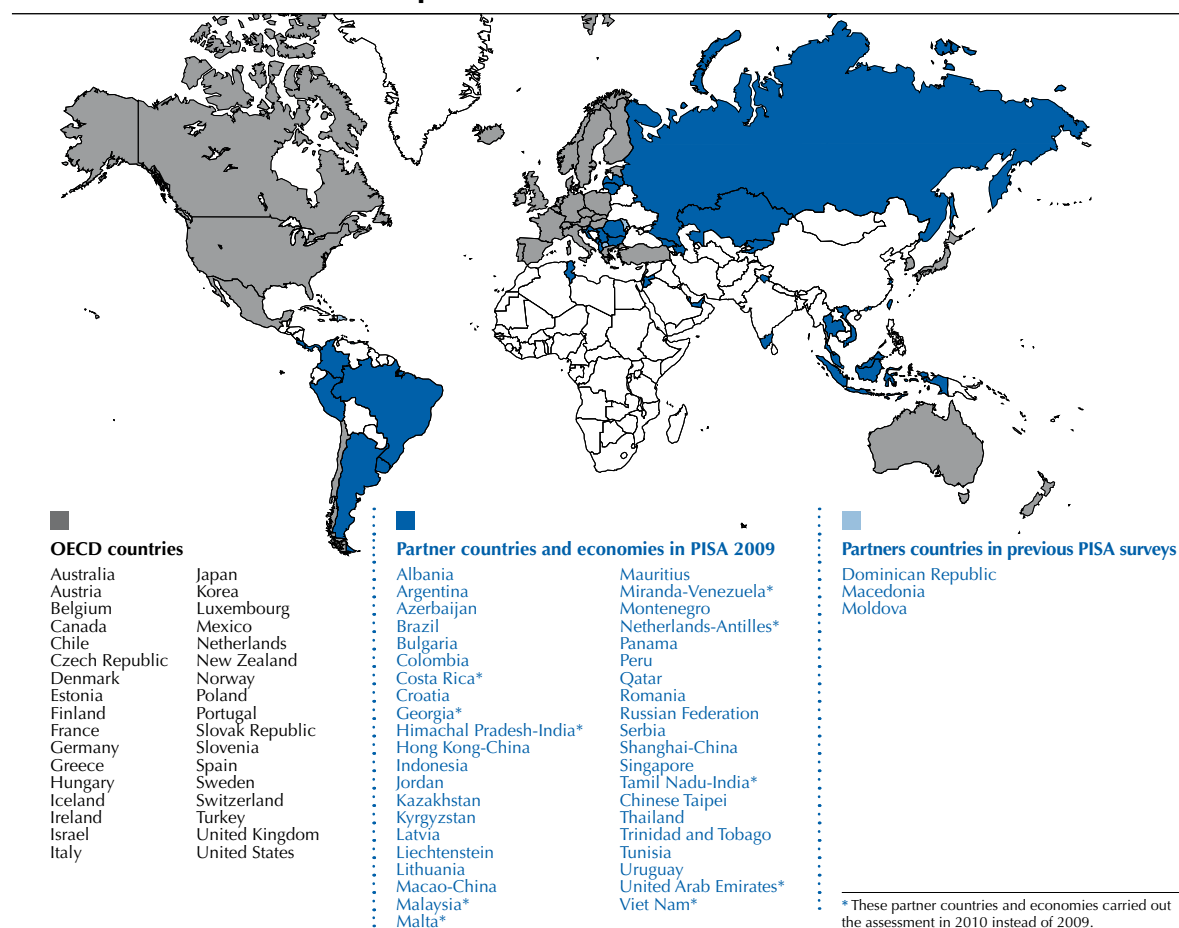 OECD countries
Australia
Austria
Belgium
Canada
Chile
Czech Republic
Denmark
Estonia
Finland
France
Germany
Greece
Hungary
Iceland
Ireland
Israel
Italy
Japan
Korea
Luxembourg
Mexico
Netherlands
New Zealand
Norway
Poland
Portugal
Slovak Republic
Slovenia
Spain
Sweden
Switzerland
Turkey
United Kingdom
United States
Partner countries and economies in PISA 2009
Albania
Argentina
Azerbaijan
Brazil
Bulgaria
Colombia
Costa Rica*
Croatia
Georgia*
Himachal Pradesh-India*
Hong Kong-China
Indonesia
Jordan
Kazakhstan
Kyrgyzstan
Latvia
Liechtenstein
Lithuania
Macao-China
Malaysia*
Malta*
Mauritius
Miranda-Venezuela*
Montenegro
Netherlands-Antilles*
Panama
Peru
Qatar
Romania
Russian Federation
Serbia
Shanghai-China
Singapore
Tamil Nadu-India*
Chinese Taipei
Thailand
Trinidad and Tobago
Tunisia
Uruguay
United Arab Emirates*
Viet Nam*
Partners countries in previous PISA surveys
Dominican Republic
Macedonia
Moldova
* These partner countries and economies carried out
the assessment in 2010 instead of 2009.